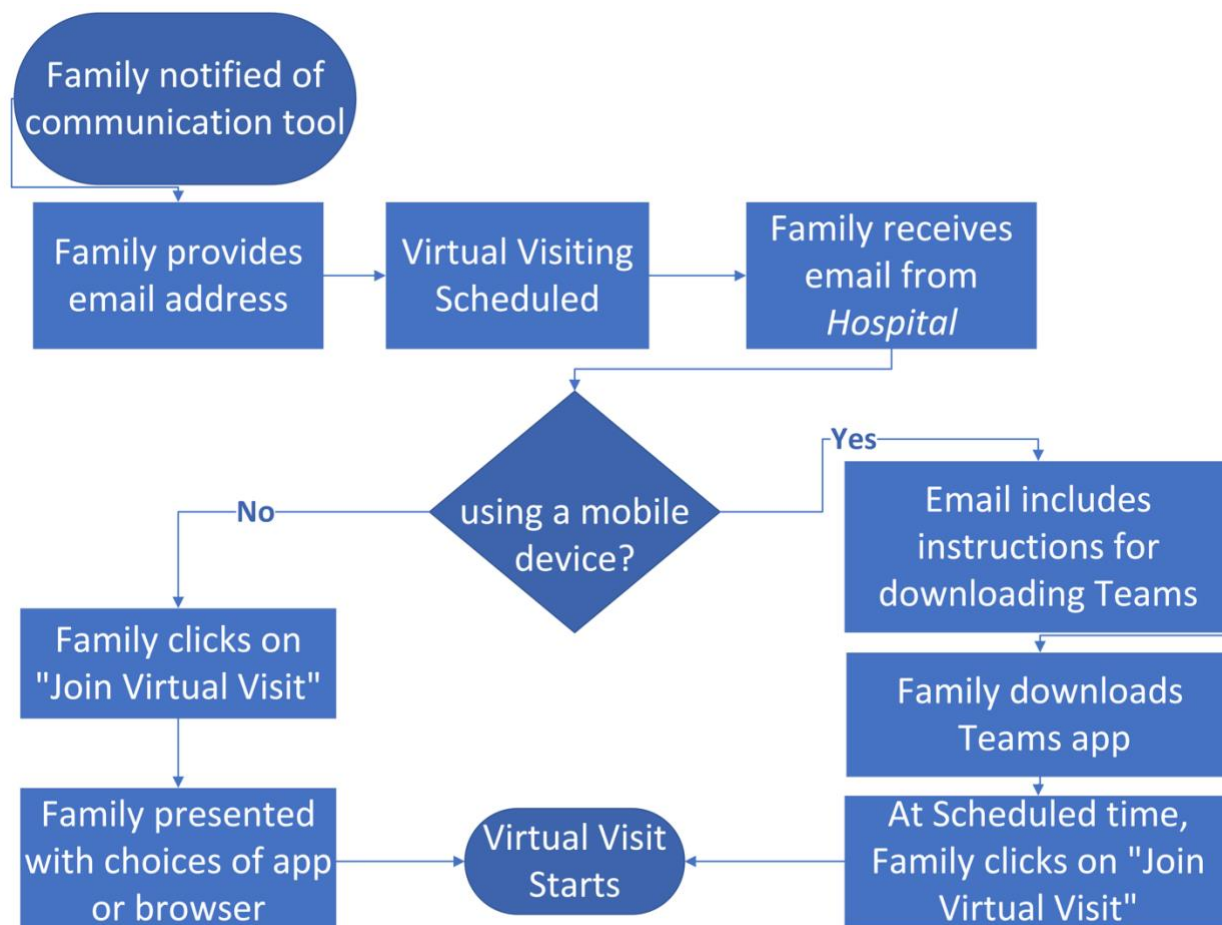 Family notified of
communication tool
Family provides
email address
Virtual Visiting
Scheduled
Family receives
email from
Hospital
using a mobile
device?
Yes
No
Email includes
instructions for
downloading Teams
Family clicks on
"Join Virtual Visit"
Family downloads
Teams app
Family presented
with choices of app
or browser
Virtual Visit
Starts
At Scheduled time,
Family clicks on "Join
Virtual Visit"